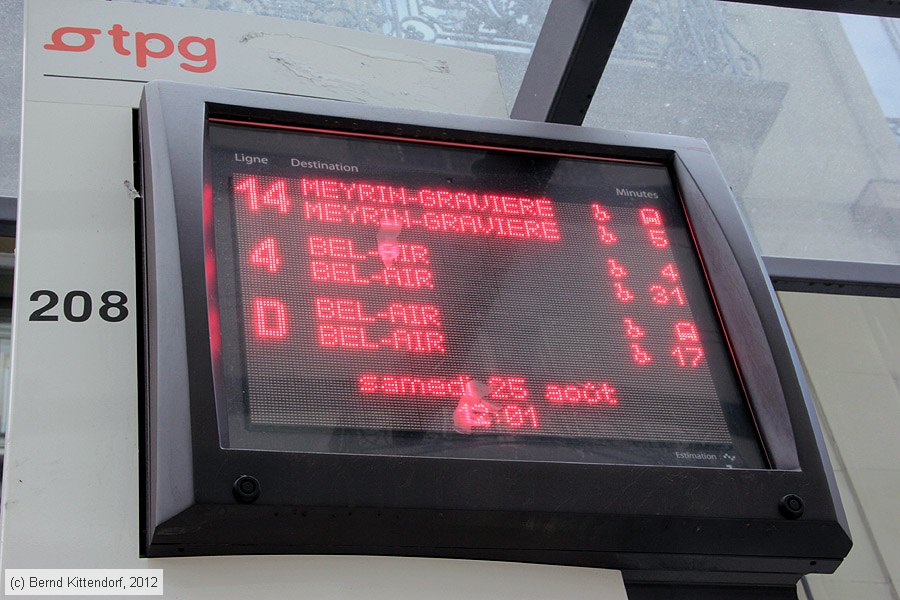 tpg
Ligne Destination Minutes
14 MEYRIN-GRAVIERE A
MEYRIN-GRAVIERE 5
4 BEL-AIR 4
BEL-AIR 31
D BEL-AIR A
BEL-AIR 17
samedi 25 août
12:01
Estimation
208
(c) Bernd Kittendorf, 2012